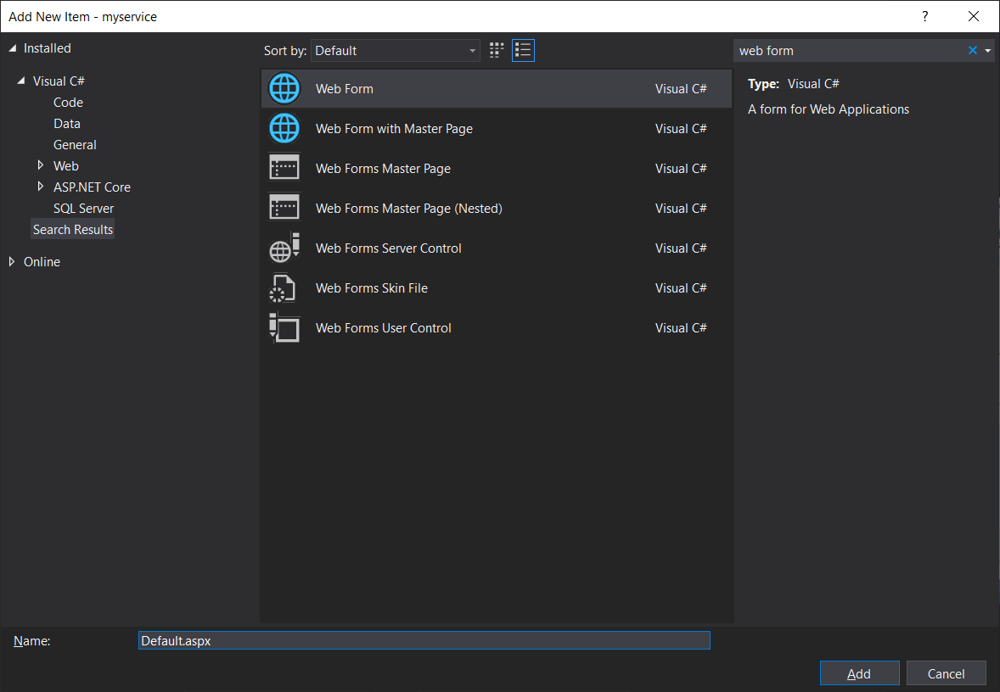 Add New Item - myservice
?
Installed
Visual C#
Code
Data
General
Web
ASP.NET Core
SQL Server
Search Results
Online
Sort by: Default
Web Form Visual C#
Web Form with Master Page Visual C#
Web Forms Master Page Visual C#
Web Forms Master Page (Nested) Visual C#
Web Forms Server Control Visual C#
Web Forms Skin File Visual C#
Web Forms User Control Visual C#
web form
Type: Visual C#
A form for Web Applications
Name: Default.aspx
Add Cancel